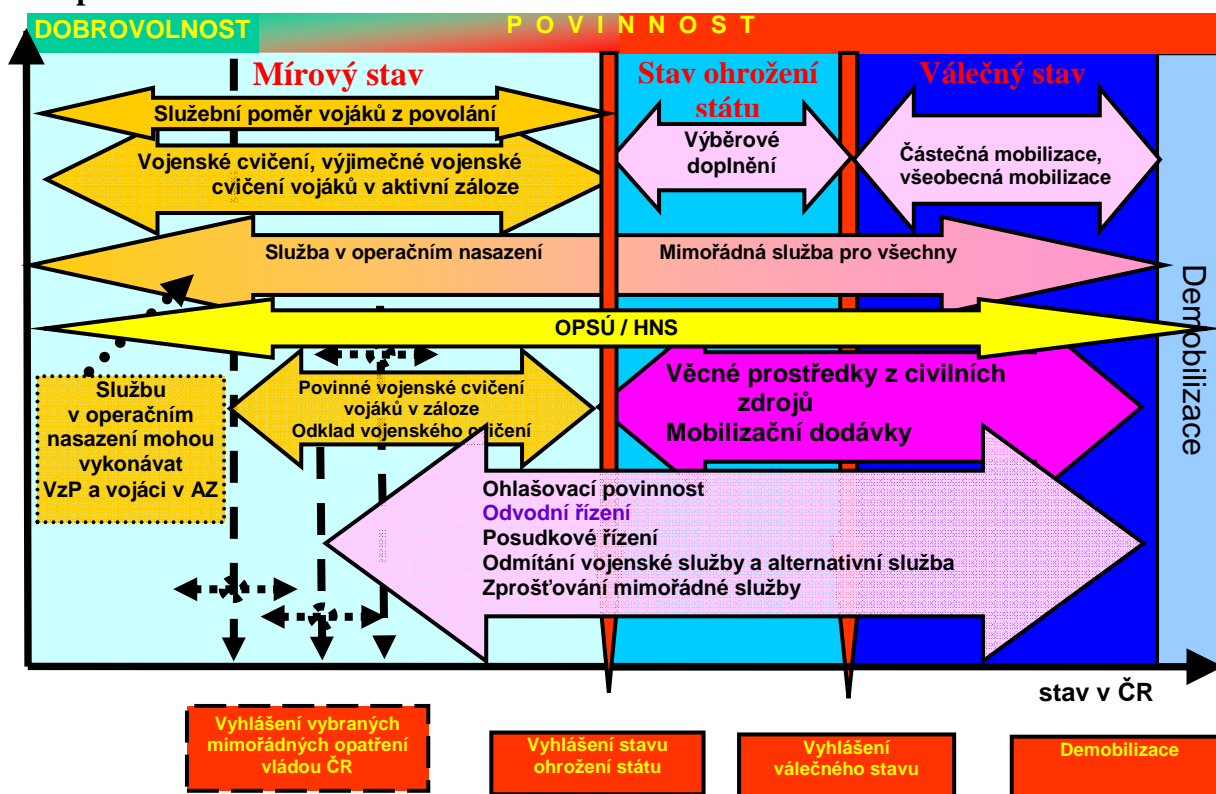 DOBROVOLNOST
POVINNOST
Mírový stav
Stav ohrožení
státu
Válečný stav
Služební poměr vojáků z povolání
Výběrové
doplnění
Částečná mobilizace,
všeobecná mobilizace
Vojenské cvičení, výjimečné vojenské
cvičení vojáků v aktivní záloze
Služba v operačním nasazení
Mimořádná služba pro všechny
OPSÚ / HNS
Demobilizace
Službu
v operačním
nasazení mohou
vykonávat
VzP a vojáci v AZ
Povinné vojenské cvičení
vojáků v záloze
Odklad vojenského cvičení
Věcné prostředky z civilních
zdrojů
Mobilizační dodávky
Ohlašovací povinnost
Odvodní řízení
Posudkové řízení
Odmítání vojenské služby a alternativní služba
Zprošťování mimořádné služby
stav v ČR
Vyhlášení vybraných
mimořádných opatření
vládou ČR
Vyhlášení stavu
ohrožení státu
Vyhlášení
válečného stavu
Demobilizace